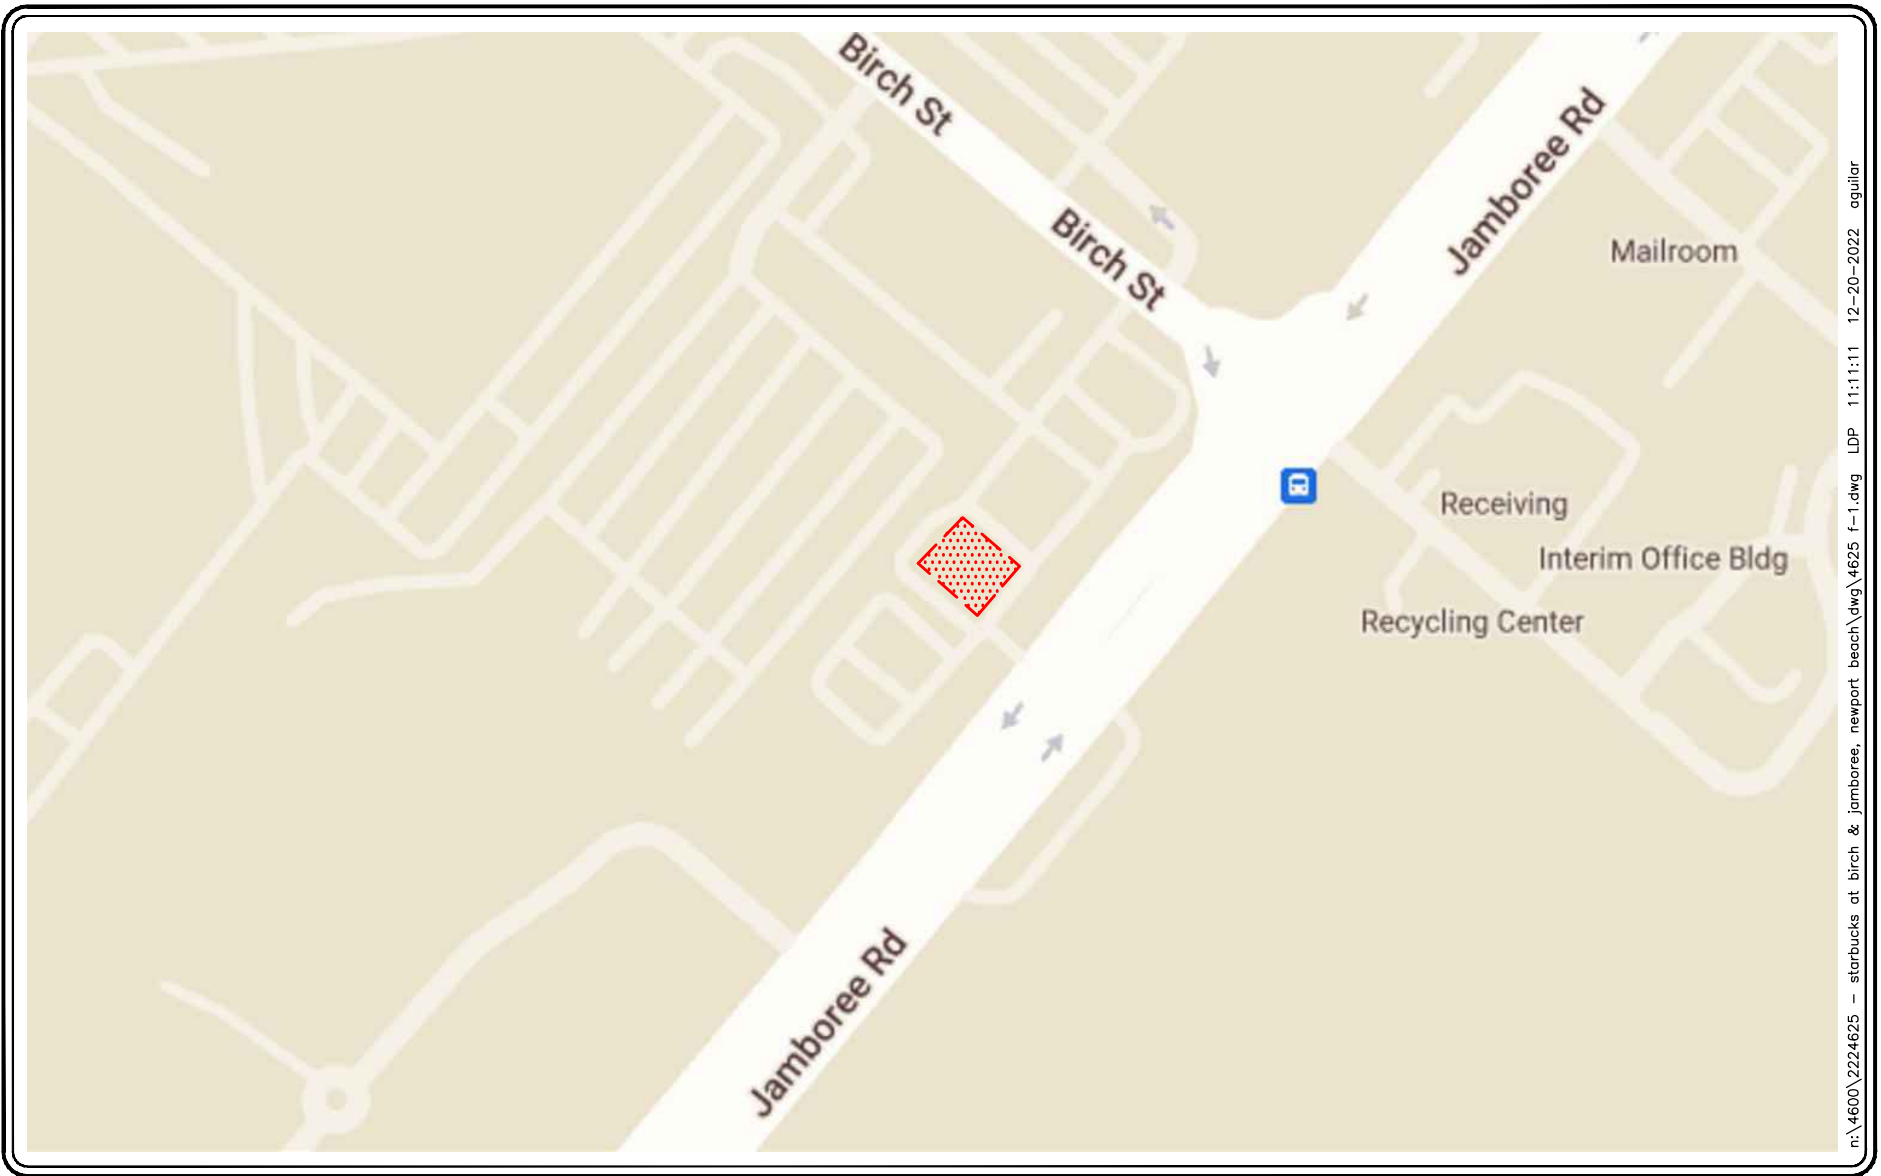 Birch St
Jamboree Rd
Birch St
Mailroom
Receiving
Interim Office Bldg
Recycling Center
Jamboree Rd
n:\4600\2224625 - starbucks at birch & jamboree, newport beach\dwg\4625 f-1.dwg LDP 11:11:11 12-20-2022 aguilar